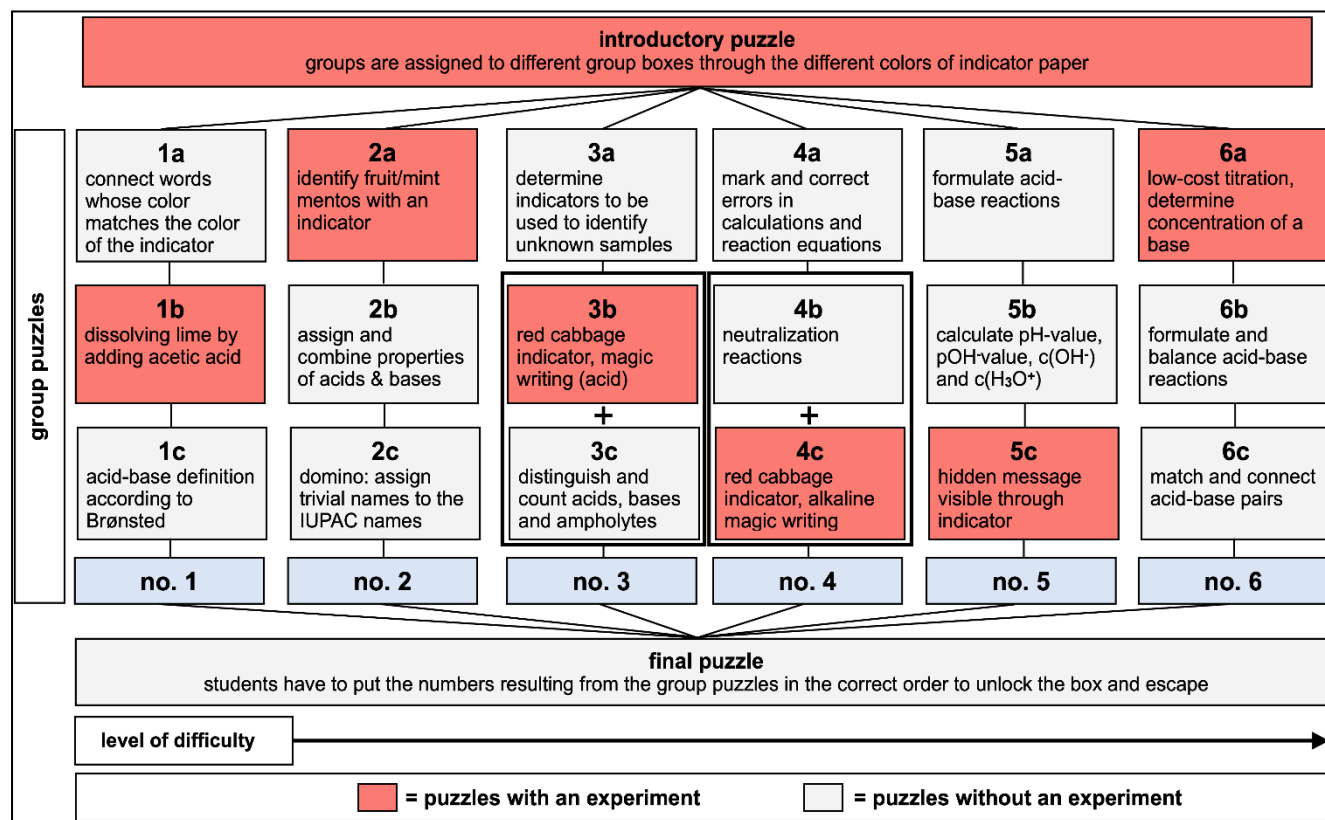 introductory puzzle
groups are assigned to different group boxes through the different colors of indicator paper
group puzzles
1a
connect words
whose color
matches the color
of the indicator
2a
identify fruit/mint
mentos with an
indicator
3a
determine
indicators to be
used to identify
unknown samples
4a
mark and correct
errors in
calculations and
reaction equations
5a
formulate acid-
base reactions
6a
low-cost titration,
determine
concentration of a
base
1b
dissolving lime by
adding acetic acid
2b
assign and
combine properties
of acids & bases
3b
red cabbage
indicator, magic
writing (acid)
4b
neutralization
reactions
5b
calculate pH-value,
pOH-value, c(OH-)
and c(H₃O⁺)
6b
formulate and
balance acid-base
reactions
+
+
1c
acid-base definition
according to
Brønsted
2c
domino: assign
trivial names to the
IUPAC names
3c
distinguish and
count acids, bases
and ampholytes
4c
red cabbage
indicator, alkaline
magic writing
5c
hidden message
visible through
indicator
6c
match and connect
acid-base pairs
no. 1
no. 2
no. 3
no. 4
no. 5
no. 6
final puzzle
students have to put the numbers resulting from the group puzzles in the correct order to unlock the box and escape
level of difficulty
= puzzles with an experiment
= puzzles without an experiment